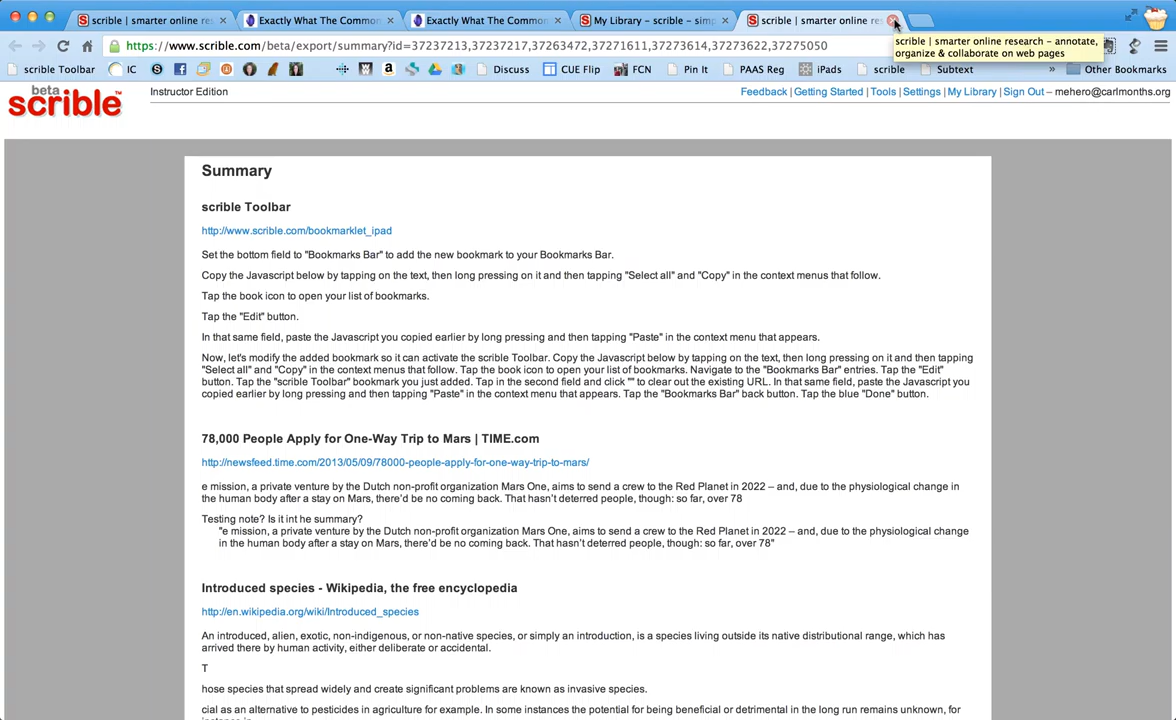 scrible | smarter online res
Exactly What The Common
Exactly What The Common
My Library – scrible – simp
scrible | smarter online res
https://www.scrible.com/beta/export/summary?id=37237213,37237217,37263472,37271611,37273614,37273622,37275050
scrible | smarter online research – annotate,
organize & collaborate on web pages
scrible Toolbar
IC
Discuss
CUE Flip
FCN
Pin It
PAAS Reg
iPads
scrible
Subtext
»
Other Bookmarks
beta
scrible™
Instructor Edition
Feedback | Getting Started | Tools | Settings | My Library | Sign Out – mehero@carlmonths.org
Summary
scrible Toolbar
http://www.scrible.com/bookmarklet_ipad
Set the bottom field to "Bookmarks Bar" to add the new bookmark to your Bookmarks Bar.
Copy the Javascript below by tapping on the text, then long pressing on it and then tapping "Select all" and "Copy" in the context menus that follow.
Tap the book icon to open your list of bookmarks.
Tap the "Edit" button.
In that same field, paste the Javascript you copied earlier by long pressing and then tapping "Paste" in the context menu that appears.
Now, let's modify the added bookmark so it can activate the scrible Toolbar. Copy the Javascript below by tapping on the text, then long pressing on it and then tapping
"Select all" and "Copy" in the context menus that follow. Tap the book icon to open your list of bookmarks. Navigate to the "Bookmarks Bar" entries. Tap the "Edit"
button. Tap the "scrible Toolbar" bookmark you just added. Tap in the second field and click "" to clear out the existing URL. In that same field, paste the Javascript you
copied earlier by long pressing and then tapping "Paste" in the context menu that appears. Tap the "Bookmarks Bar" back button. Tap the blue "Done" button.
78,000 People Apply for One-Way Trip to Mars | TIME.com
http://newsfeed.time.com/2013/05/09/78000-people-apply-for-one-way-trip-to-mars/
e mission, a private venture by the Dutch non-profit organization Mars One, aims to send a crew to the Red Planet in 2022 – and, due to the physiological change in
the human body after a stay on Mars, there'd be no coming back. That hasn't deterred people, though: so far, over 78
Testing note? Is it int he summary?
"e mission, a private venture by the Dutch non-profit organization Mars One, aims to send a crew to the Red Planet in 2022 – and, due to the physiological change
in the human body after a stay on Mars, there'd be no coming back. That hasn't deterred people, though: so far, over 78"
Introduced species - Wikipedia, the free encyclopedia
http://en.wikipedia.org/wiki/Introduced_species
An introduced, alien, exotic, non-indigenous, or non-native species, or simply an introduction, is a species living outside its native distributional range, which has
arrived there by human activity, either deliberate or accidental.
T
hose species that spread widely and create significant problems are known as invasive species.
cial as an alternative to pesticides in agriculture for example. In some instances the potential for being beneficial or detrimental in the long run remains unknown, for